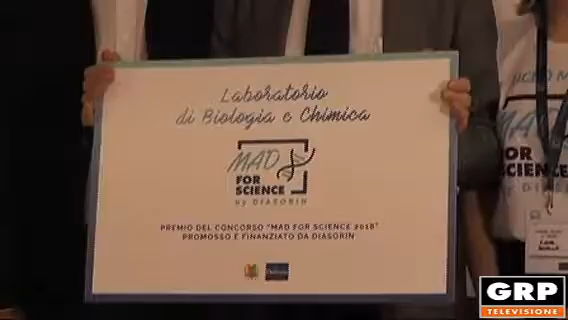 Laboratorio
di Biologia e Chimica
MAD
FOR
SCIENCE
by DIASORIN
PREMIO DEL CONCORSO "MAD FOR SCIENCE 2018"
PROMOSSO E FINANZIATO DA DIASORIN
MAD
FOR
SCIENCE
GRP
TELEVISIONE